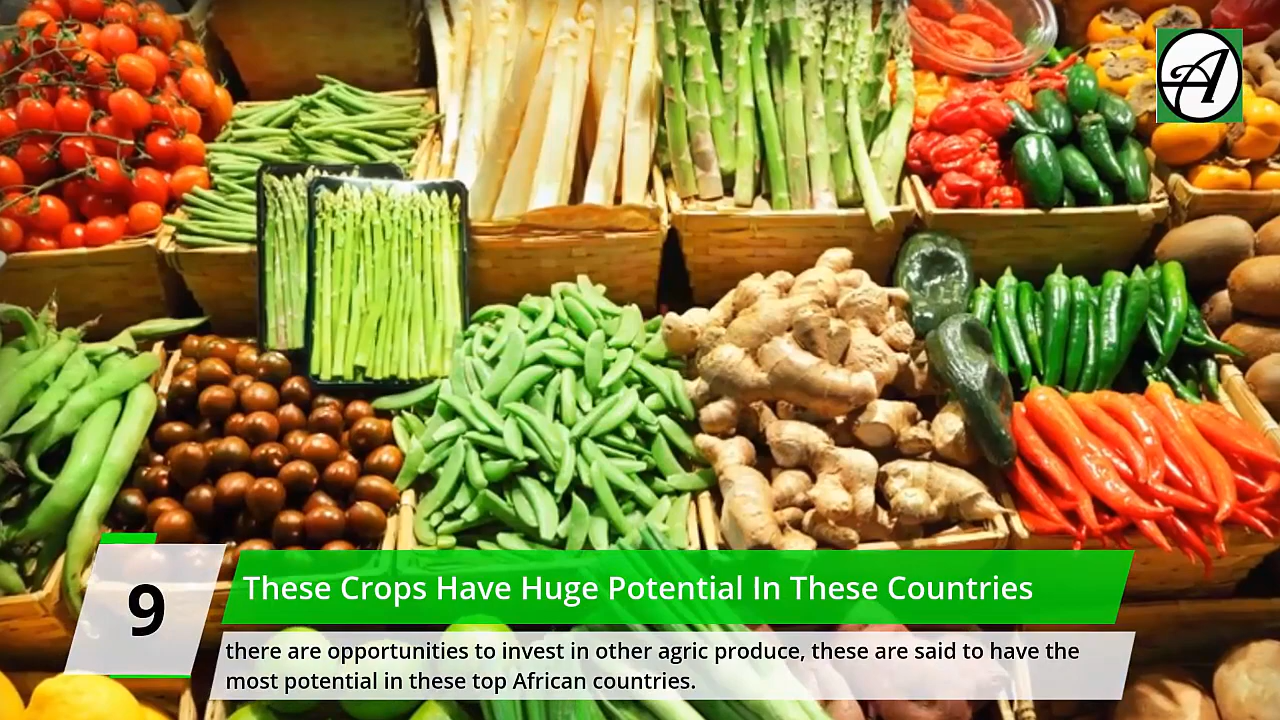 A
9
These Crops Have Huge Potential In These Countries
there are opportunities to invest in other agric produce, these are said to have the
most potential in these top African countries.